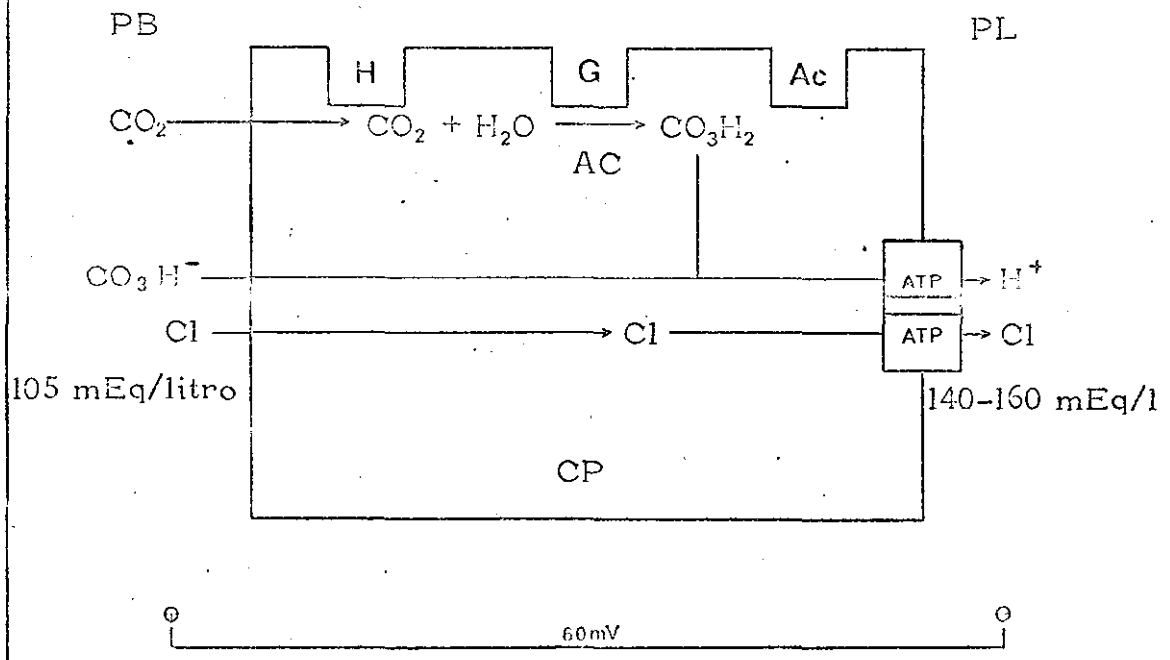 PB PL
H G Ac
CO₂ CO₂ + H₂O CO₃H₂
AC
CO₃H⁻ ATP H⁺
Cl Cl ATP Cl
105 mEq/litro 140-160 mEq/l
CP
60mV